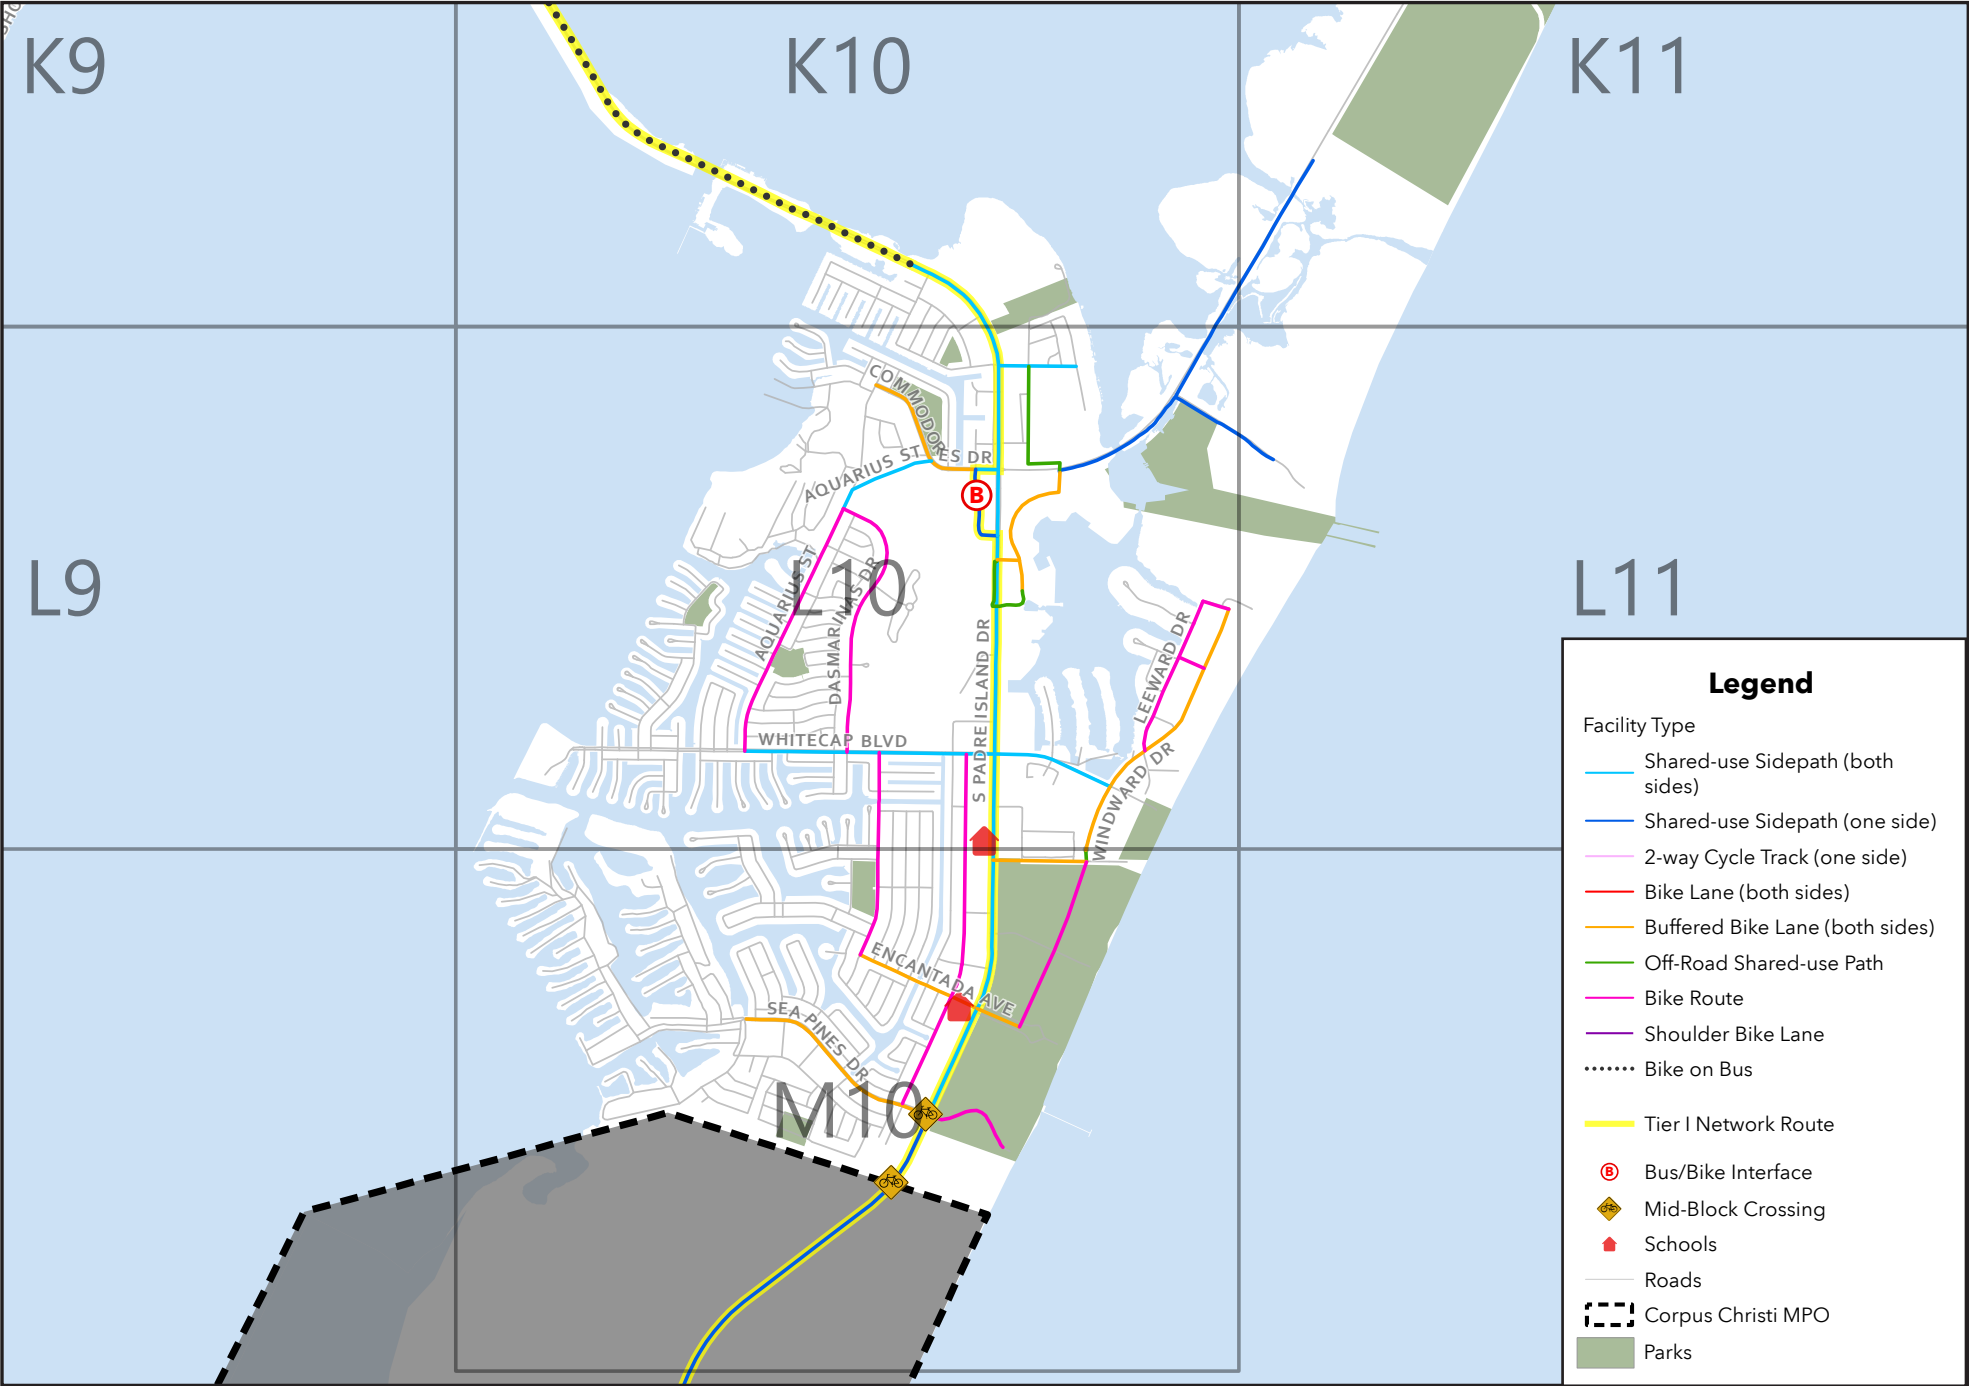 K9
K10
K11
COMMODORES DR
AQUARIUS ST
L9
L10
L11
AQUARIUS ST
DASMARINAS DR
S PADRE ISLAND DR
LEEWARD DR
WHITECAP BLVD
WINDWARD DR
ENCANTADA AVE
SEA PINES DR
M10
Legend
Facility Type
Shared-use Sidepath (both
sides)
Shared-use Sidepath (one side)
2-way Cycle Track (one side)
Bike Lane (both sides)
Buffered Bike Lane (both sides)
Off-Road Shared-use Path
Bike Route
Shoulder Bike Lane
Bike on Bus
Tier I Network Route
B
B Bus/Bike Interface
Mid-Block Crossing
Schools
Roads
Corpus Christi MPO
Parks